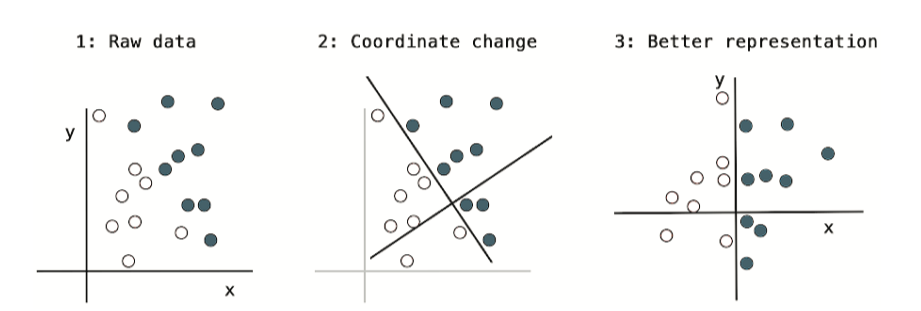 1: Raw data
y
x
2: Coordinate change
3: Better representation
y
x